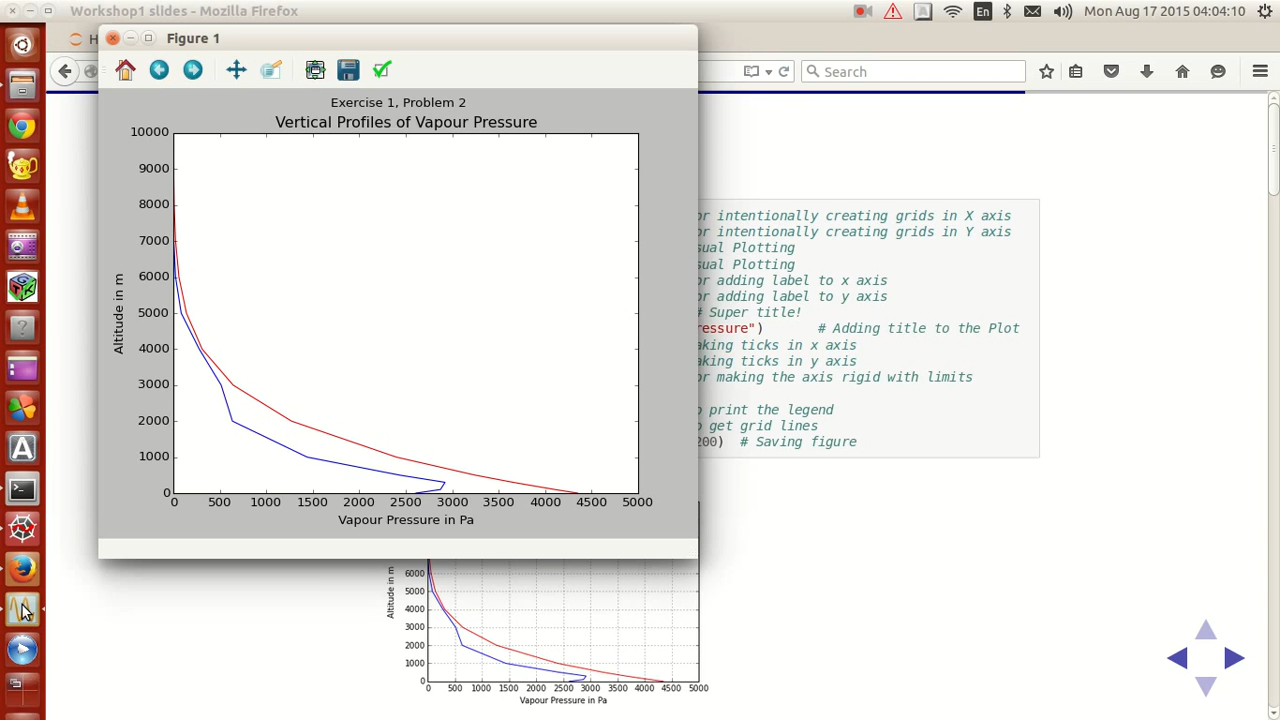 Workshop1 slides - Mozilla Firefox
En
Mon Aug 17 2015 04:04:10
H
Figure 1
Search
Exercise 1, Problem 2
Vertical Profiles of Vapour Pressure
10000
9000
8000
7000
6000
5000
4000
3000
2000
1000
0
Altitude in m
0 500 1000 1500 2000 2500 3000 3500 4000 4500 5000
Vapour Pressure in Pa
or intentionally creating grids in X axis
or intentionally creating grids in Y axis
sual Plotting
sual Plotting
or adding label to x axis
or adding label to y axis
# Super title!
ressure") # Adding title to the Plot
aking ticks in x axis
aking ticks in y axis
or making the axis rigid with limits
o print the legend
o get grid lines
200) # Saving figure
6000
5000
4000
3000
2000
1000
0
Altitude in m
0 500 1000 1500 2000 2500 3000 3500 4000 4500 5000
Vapour Pressure in Pa